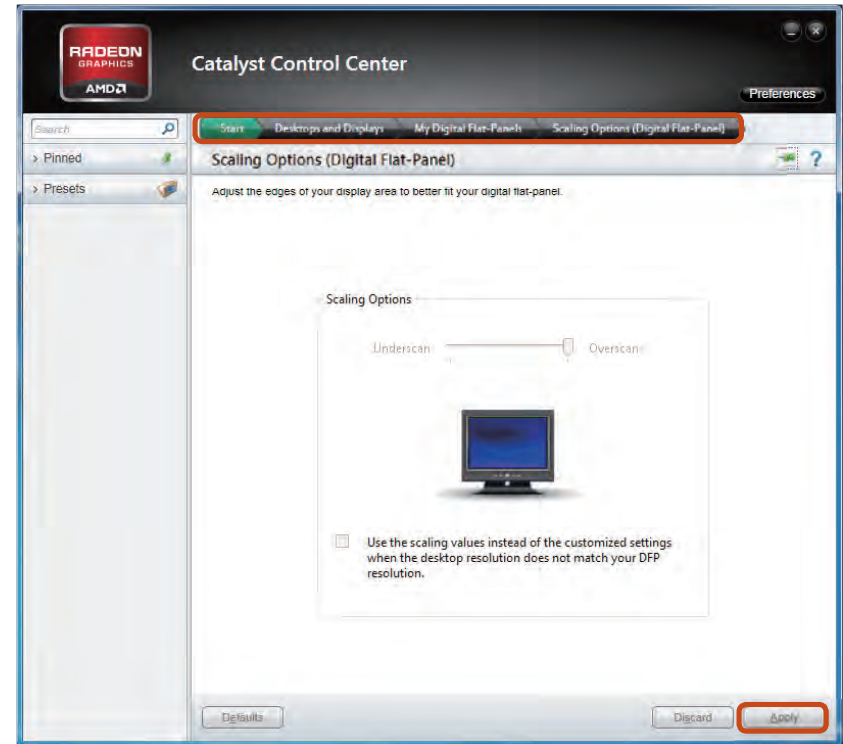 RADEON
GRAPHICS
AMD
Catalyst Control Center
Preferences
Search
Start Desktops and Displays My Digital Flat-Panels Scaling Options (Digital Flat-Panel)
> Pinned
Scaling Options (Digital Flat-Panel)
?
> Presets
Adjust the edges of your display area to better fit your digital flat-panel.
Scaling Options
Underscan
Overscan
Use the scaling values instead of the customized settings
when the desktop resolution does not match your DFP
resolution.
Defaults
Discard
Apply